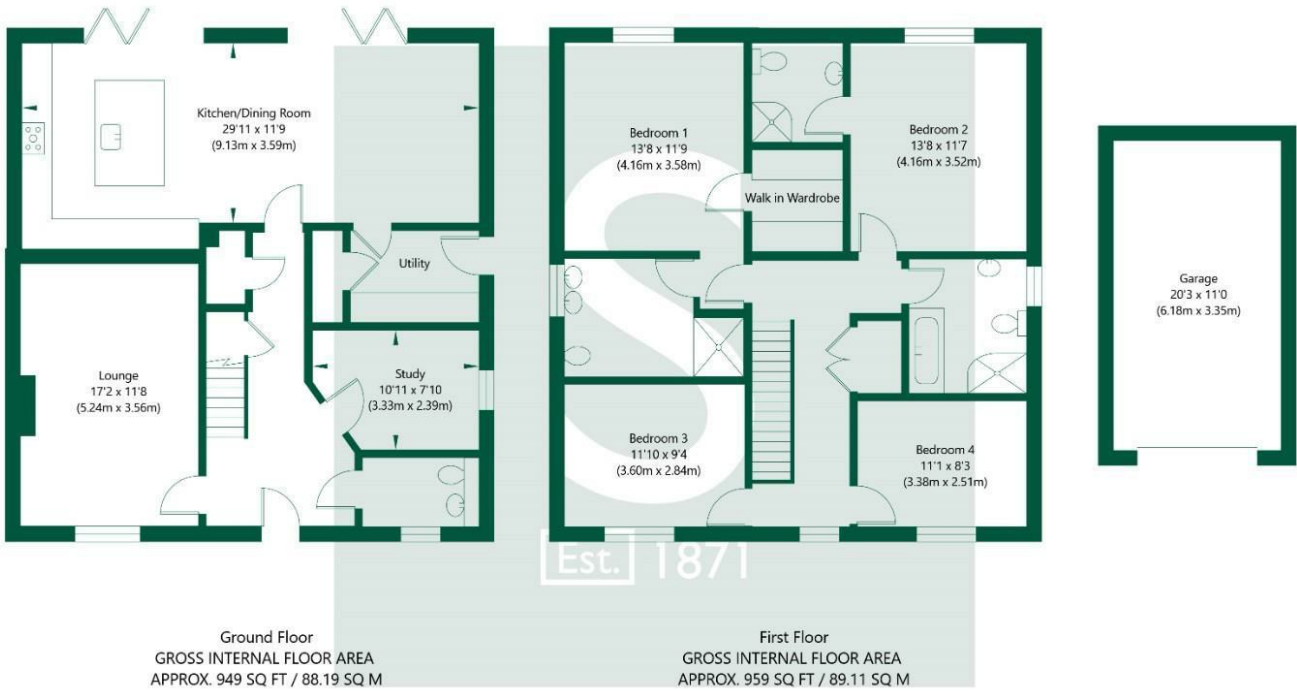 Kitchen/Dining Room
29'11 x 11'9
(9.13m x 3.59m)
Utility
Lounge
17'2 x 11'8
(5.24m x 3.56m)
Study
10'11 x 7'10
(3.33m x 2.39m)
Bedroom 1
13'8 x 11'9
(4.16m x 3.58m)
Bedroom 2
13'8 x 11'7
(4.16m x 3.52m)
Walk in Wardrobe
Bedroom 3
11'10 x 9'4
(3.60m x 2.84m)
Bedroom 4
11'1 x 8'3
(3.38m x 2.51m)
Garage
20'3 x 11'0
(6.18m x 3.35m)
S
Est. 1871
Ground Floor
GROSS INTERNAL FLOOR AREA
APPROX. 949 SQ FT / 88.19 SQ M
First Floor
GROSS INTERNAL FLOOR AREA
APPROX. 959 SQ FT / 89.11 SQ M